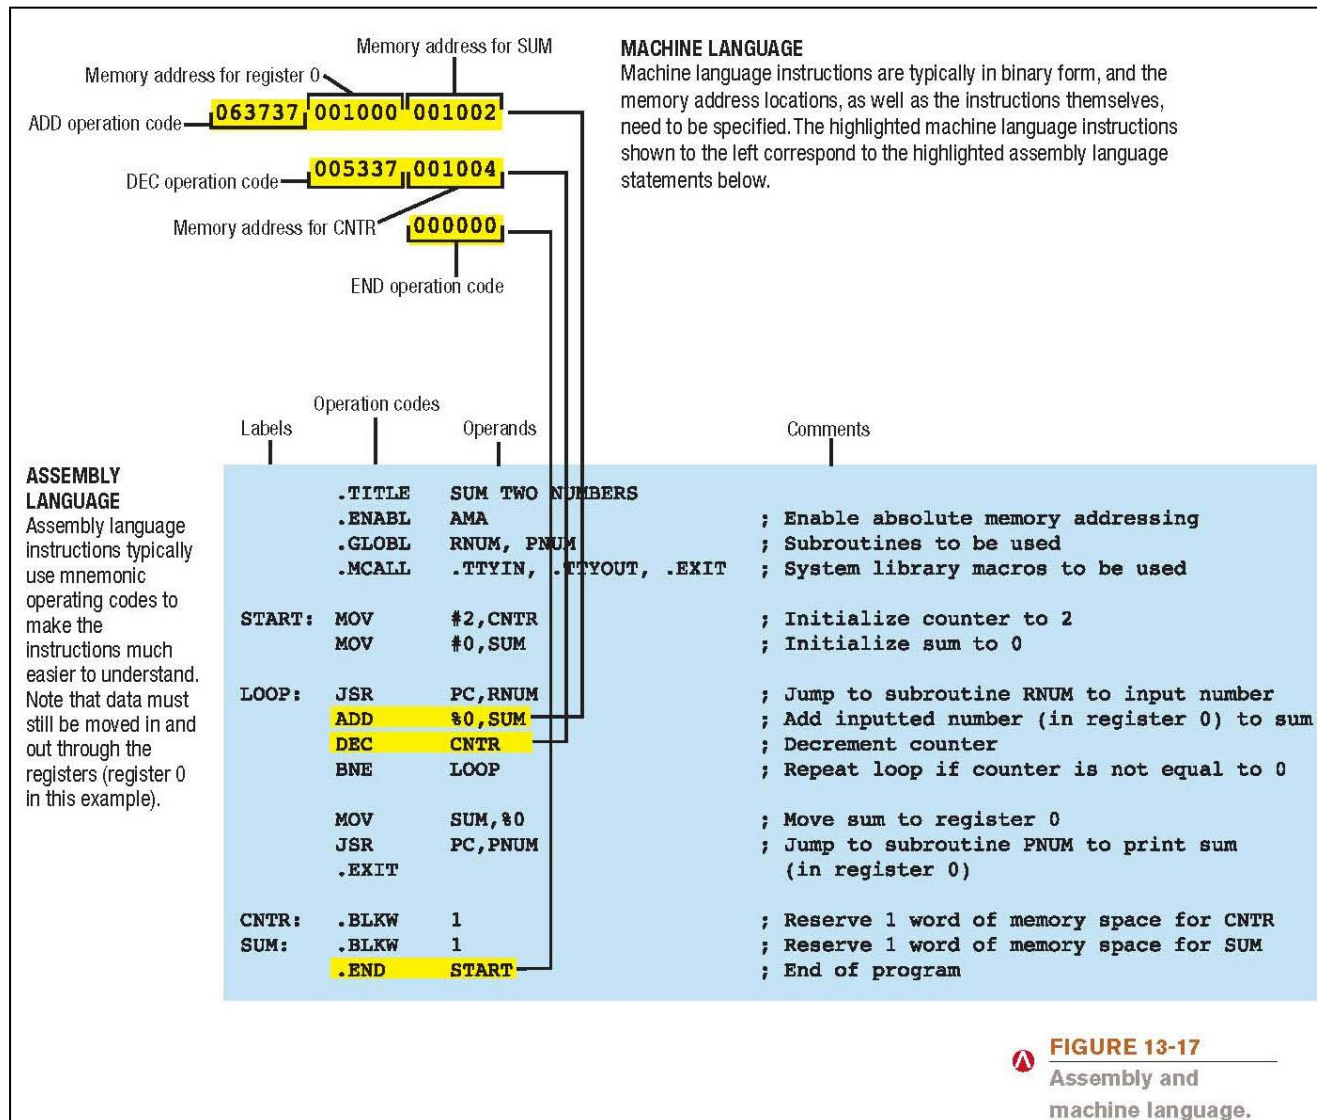 Memory address for SUM
Memory address for register 0
ADD operation code
063737 001000 001002
DEC operation code
005337 001004
Memory address for CNTR
000000
END operation code
MACHINE LANGUAGE
Machine language instructions are typically in binary form, and the
memory address locations, as well as the instructions themselves,
need to be specified. The highlighted machine language instructions
shown to the left correspond to the highlighted assembly language
statements below.
Labels
Operation codes
Operands
Comments
ASSEMBLY
LANGUAGE
Assembly language
instructions typically
use mnemonic
operating codes to
make the
instructions much
easier to understand.
Note that data must
still be moved in and
out through the
registers (register 0
in this example).
.TITLE SUM TWO NUMBERS
.ENABL AMA ; Enable absolute memory addressing
.GLOBL RNUM, PNUM ; Subroutines to be used
.MCALL .TTYIN, .TTYOUT, .EXIT ; System library macros to be used
START: MOV #2,CNTR ; Initialize counter to 2
MOV #0,SUM ; Initialize sum to 0
LOOP: JSR PC,RNUM ; Jump to subroutine RNUM to input number
ADD %0,SUM ; Add inputted number (in register 0) to sum
DEC CNTR ; Decrement counter
BNE LOOP ; Repeat loop if counter is not equal to 0
MOV SUM,%0 ; Move sum to register 0
JSR PC,PNUM ; Jump to subroutine PNUM to print sum
.EXIT (in register 0)
CNTR: .BLKW 1 ; Reserve 1 word of memory space for CNTR
SUM: .BLKW 1 ; Reserve 1 word of memory space for SUM
.END START ; End of program
FIGURE 13-17
Assembly and
machine language.